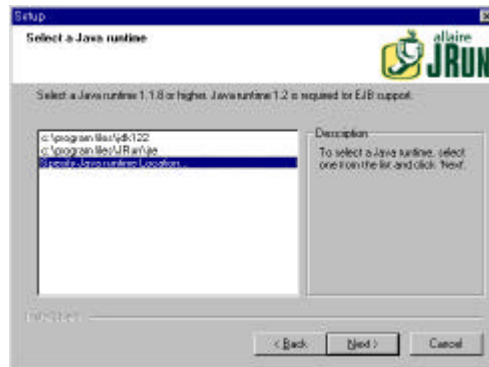 Setup
Select a Java runtime
allaire
JRUN
Select a Java runtime 1.1.8 or higher. Java runtime 1.2 is required for EJB support.
c:\program files\jdk122
c:\program files\JRun\jre
Specify Java runtime Location...
Description
To select a Java runtime, select
one from the list and click 'Next'.
InstallShield
< Back
Next >
Cancel